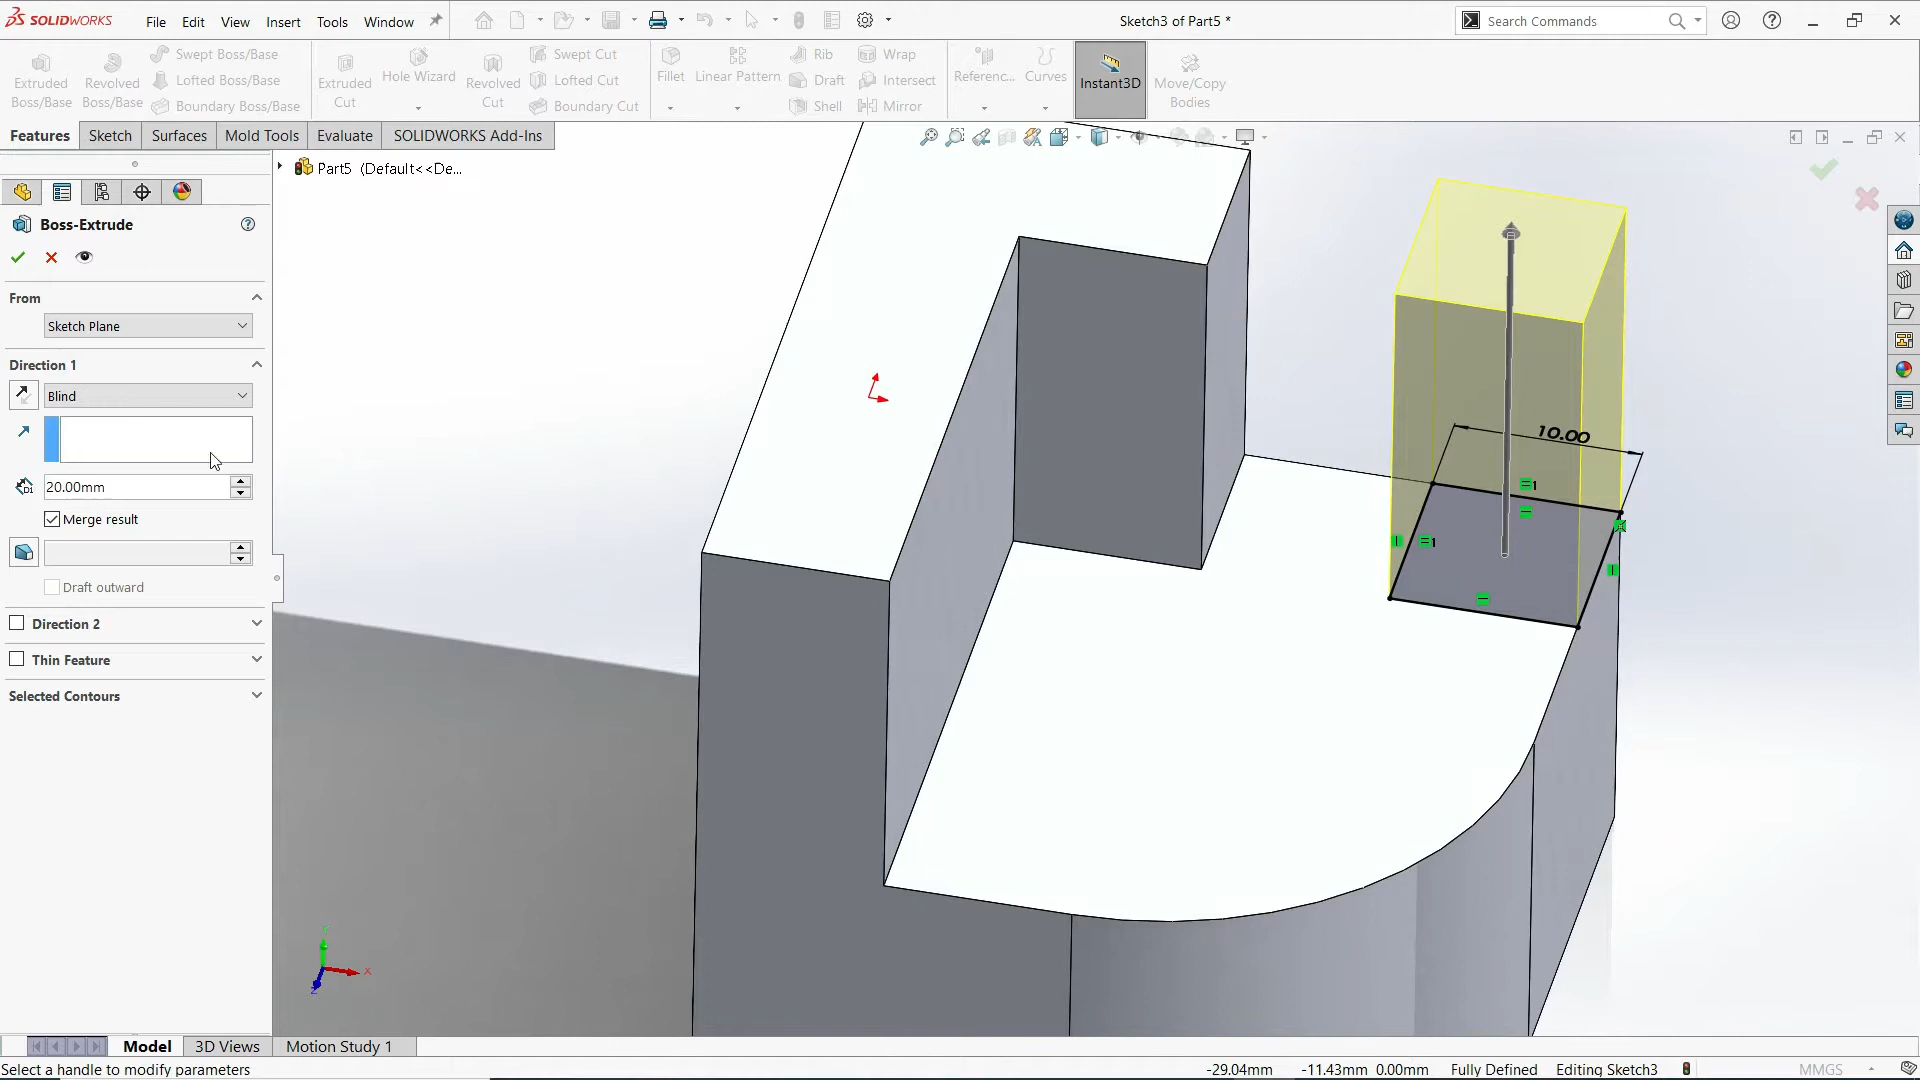 SOLIDWORKS File Edit View Insert Tools Window Sketch3 of Part5 * Search Commands
Extruded Boss/Base Revolved Boss/Base Swept Boss/Base Lofted Boss/Base Boundary Boss/Base Extruded Cut Hole Wizard Revolved Cut Swept Cut Lofted Cut Boundary Cut Fillet Linear Pattern Rib Draft Shell Wrap Intersect Mirror Referenc... Curves Instant3D Move/Copy Bodies
Features Sketch Surfaces Mold Tools Evaluate SOLIDWORKS Add-Ins
Part5 (Default<<De...
Boss-Extrude
From
Sketch Plane
Direction 1
Blind
10.00
D1 20.00mm
Merge result
Draft outward
Direction 2
Thin Feature
Selected Contours
1
1
Y
X
Z
Model 3D Views Motion Study 1
Select a handle to modify parameters -29.04mm -11.43mm 0.00mm Fully Defined Editing Sketch3 MMGS